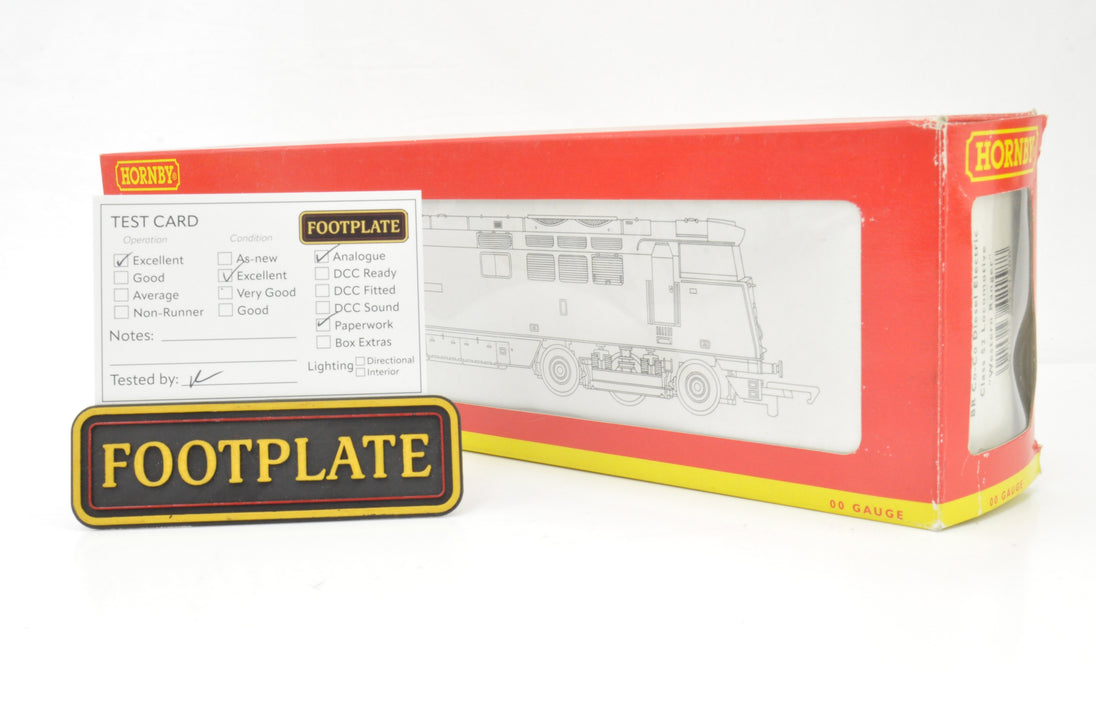 HORNBY®
TEST CARD
FOOTPLATE
Operation
Excellent
Good
Average
Non-Runner
Condition
As-new
Excellent
Very Good
Good
Analogue
DCC Ready
DCC Fitted
DCC Sound
Paperwork
Box Extras
Notes:
Lighting
Directional
Interior
Tested by:
FOOTPLATE
00 GAUGE
HORNBY
BR Co-Co Diesel Electric
Class 52 Locomotive
"Western Ranger"
00 GAUGE